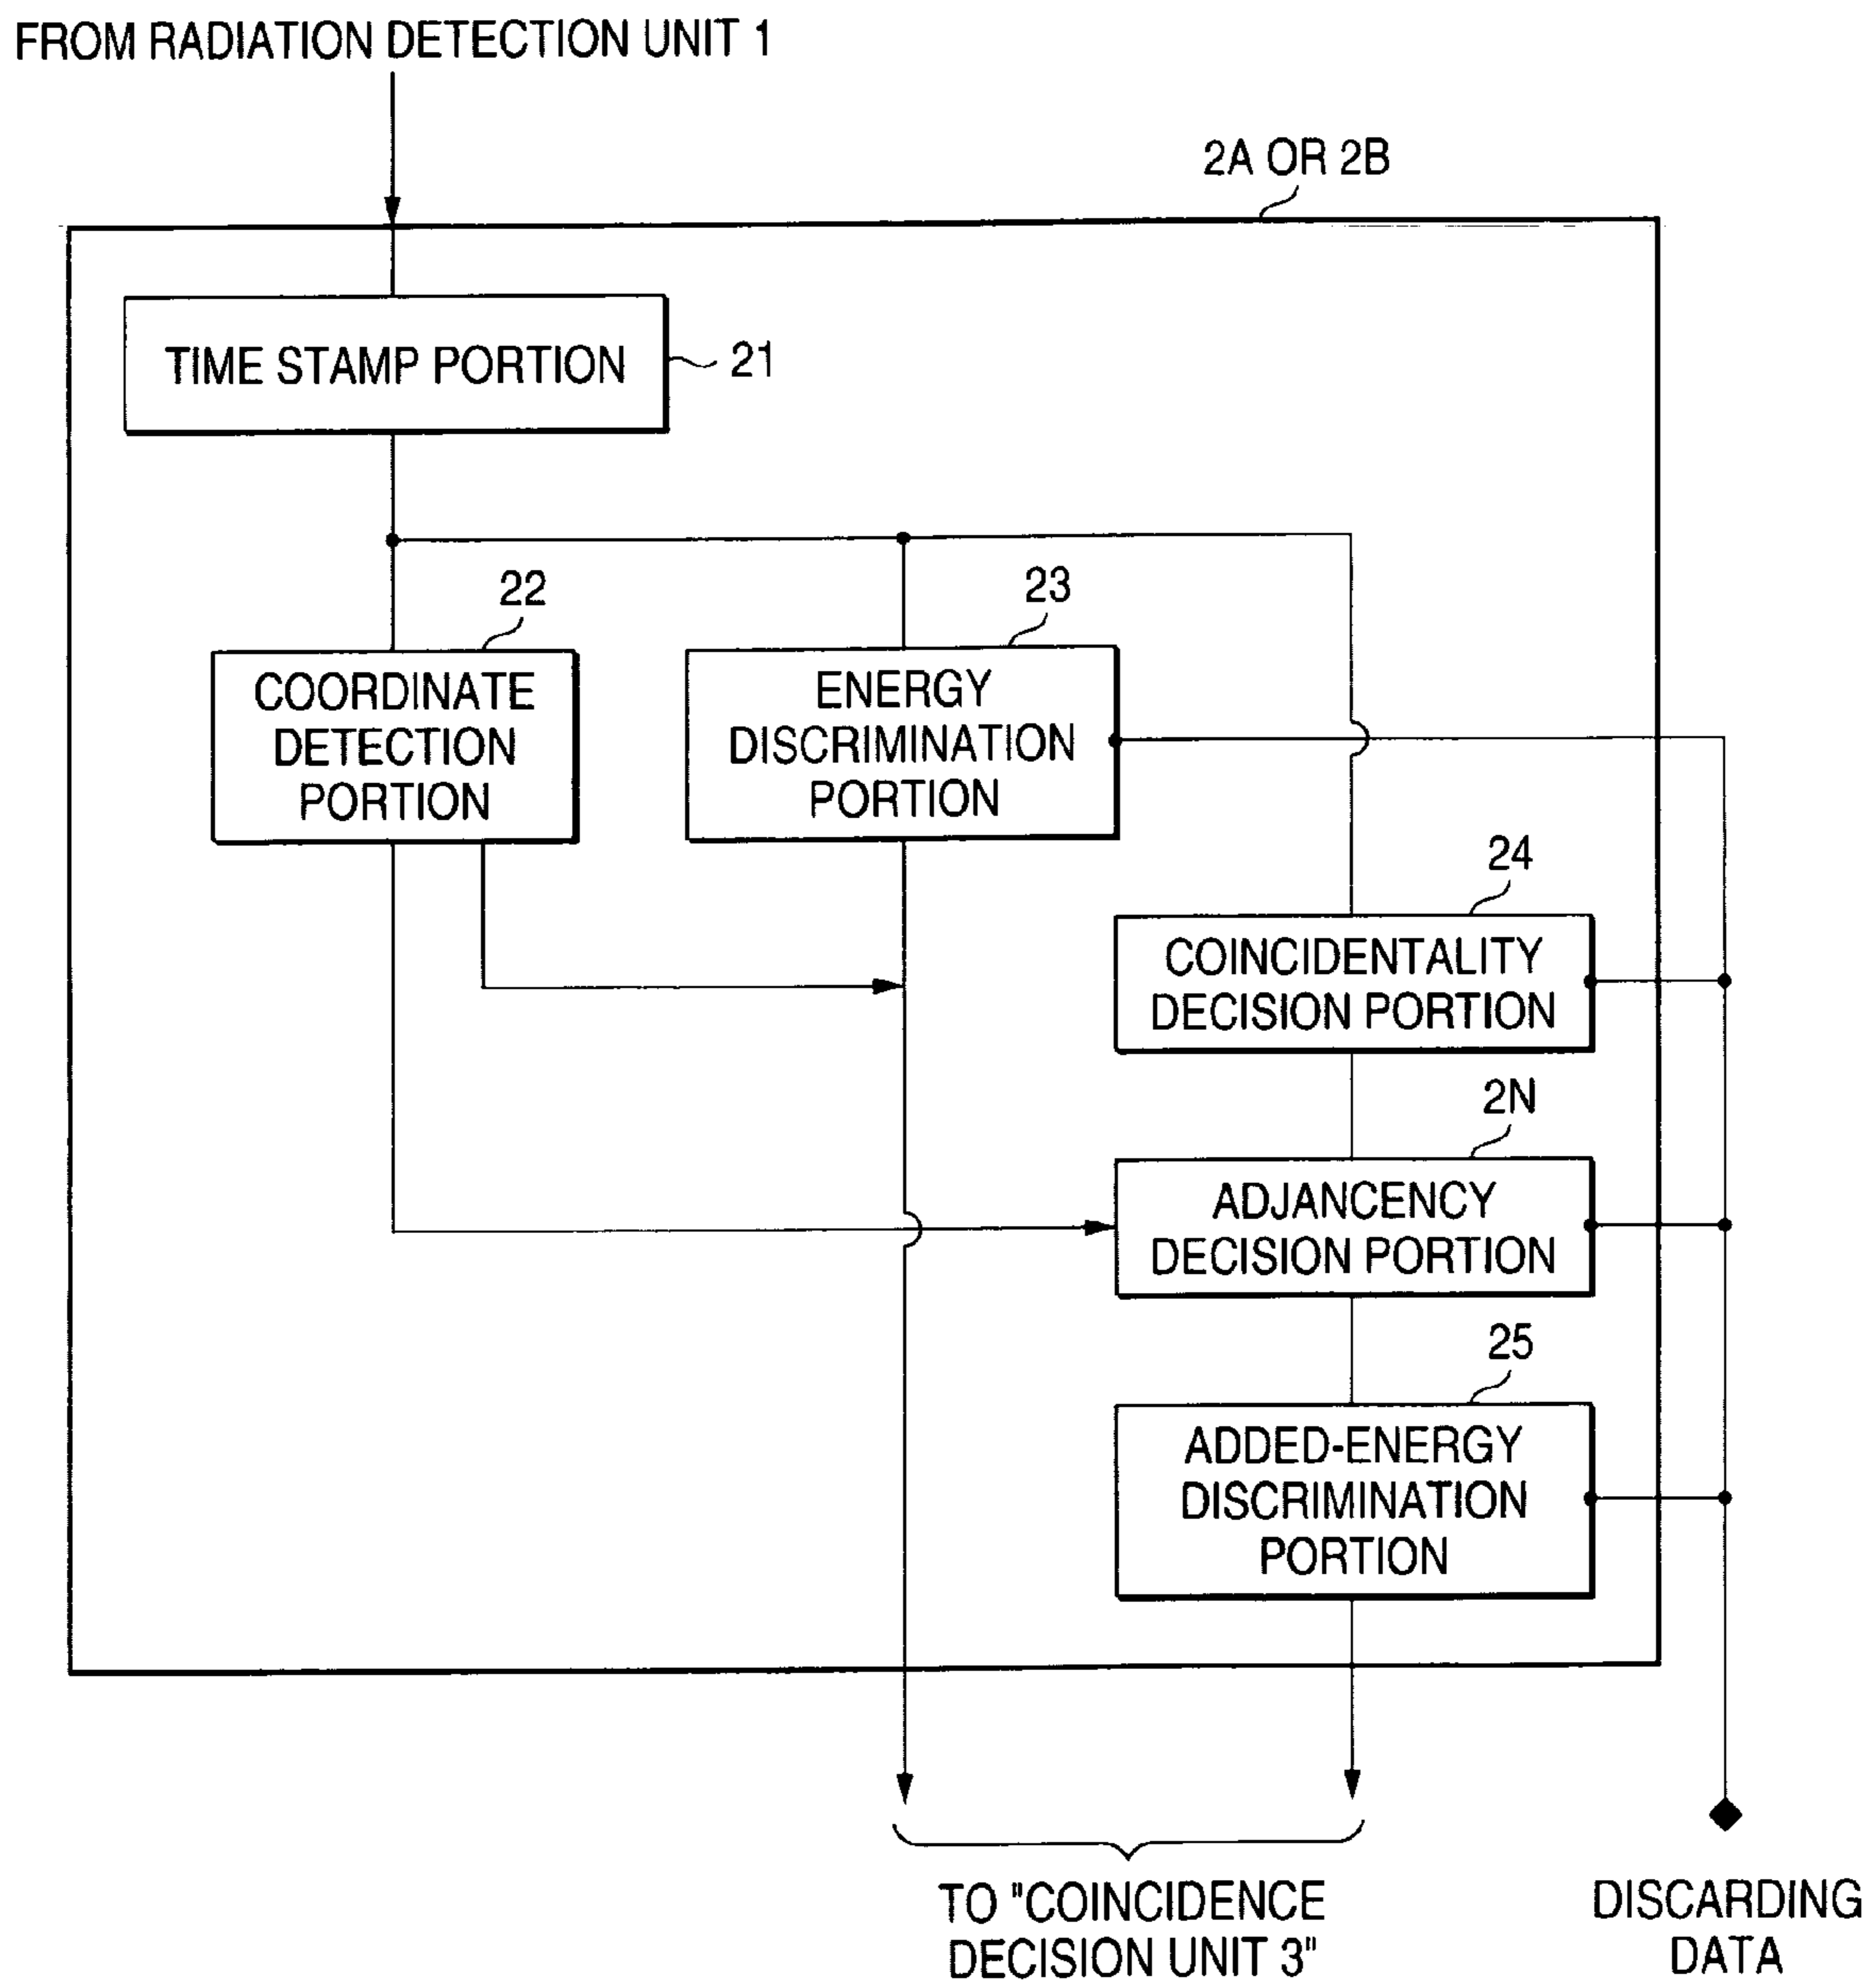 FROM RADIATION DETECTION UNIT 1
2A OR 2B
TIME STAMP PORTION
21
22
23
COORDINATE
DETECTION
PORTION
ENERGY
DISCRIMINATION
PORTION
24
COINCIDENTALITY
DECISION PORTION
2N
ADJANCENCY
DECISION PORTION
25
ADDED-ENERGY
DISCRIMINATION
PORTION
TO "COINCIDENCE
DECISION UNIT 3"
DISCARDING
DATA